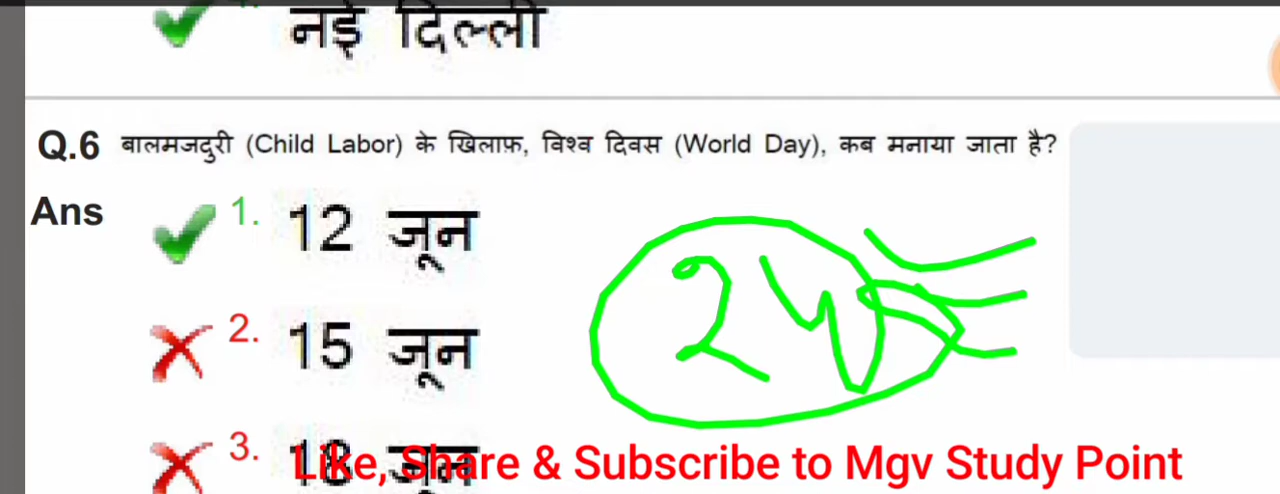 नई दिल्ली
Q.6 बालमजदुरी (Child Labor) के खिलाफ़, विश्व दिवस (World Day), कब मनाया जाता है?
Ans 1. 12 जून
2. 15 जून
3. 18 जून
Like, Share & Subscribe to Mgv Study Point